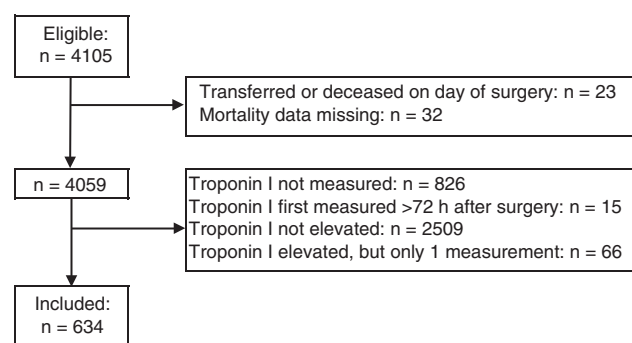 Eligible:
n = 4105
Transferred or deceased on day of surgery: n = 23
Mortality data missing: n = 32
n = 4059
Troponin I not measured: n = 826
Troponin I first measured >72 h after surgery: n = 15
Troponin I not elevated: n = 2509
Troponin I elevated, but only 1 measurement: n = 66
Included:
n = 634